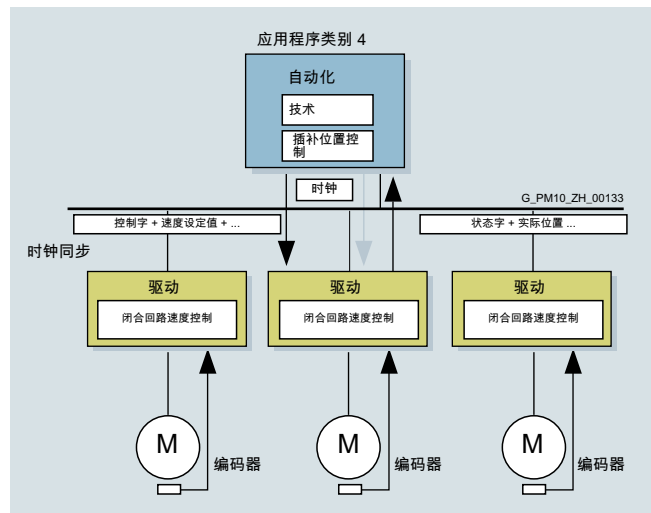 应用程序类别 4
自动化
技术
插补位置控
制
时钟
G_PM10_ZH_00133
控制字 + 速度设定值 + ...
状态字 + 实际位置 ...
时钟同步
驱动
驱动
驱动
闭合回路速度控制
闭合回路速度控制
闭合回路速度控制
M
M
M
编码器
编码器
编码器